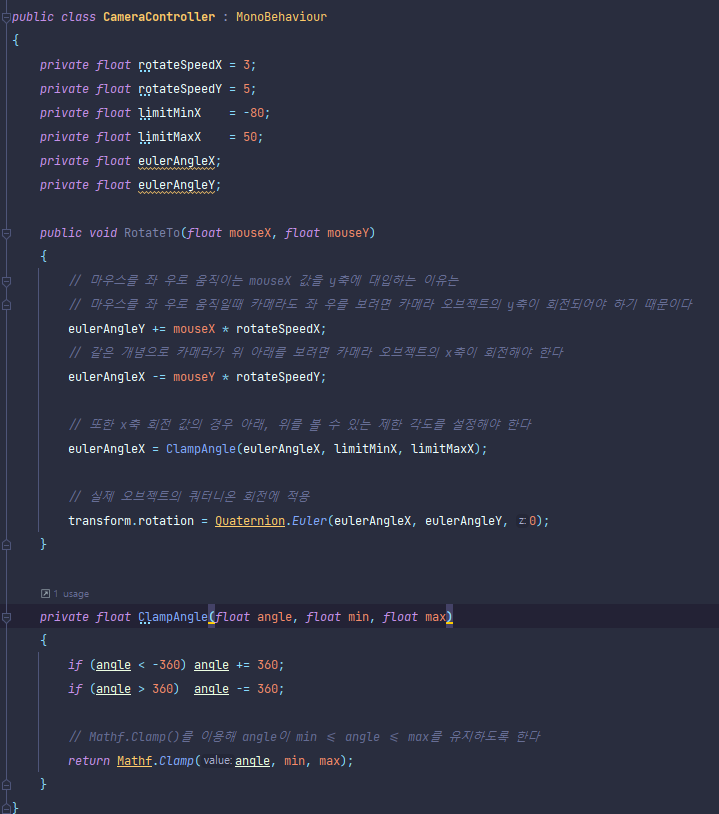 public class CameraController : MonoBehaviour
{
private float rotateSpeedX = 3;
private float rotateSpeedY = 5;
private float limitMinX = -80;
private float limitMaxX = 50;
private float eulerAngleX;
private float eulerAngleY;
public void RotateTo(float mouseX, float mouseY)
{
// 마우스를 좌 우로 움직이는 mouseX 값을 y축에 대입하는 이유는
// 마우스를 좌 우로 움직일때 카메라도 좌 우를 보려면 카메라 오브젝트의 y축이 회전되어야 하기 때문이다
eulerAngleY += mouseX * rotateSpeedX;
// 같은 개념으로 카메라가 위 아래를 보려면 카메라 오브젝트의 x축이 회전해야 한다
eulerAngleX -= mouseY * rotateSpeedY;
// 또한 x축 회전 값의 경우 아래, 위를 볼 수 있는 제한 각도를 설정해야 한다
eulerAngleX = ClampAngle(eulerAngleX, limitMinX, limitMaxX);
// 실제 오브젝트의 쿼터니온 회전에 적용
transform.rotation = Quaternion.Euler(eulerAngleX, eulerAngleY, z: 0);
}
1 usage
private float ClampAngle(float angle, float min, float max)
{
if (angle < -360) angle += 360;
if (angle > 360) angle -= 360;
// Mathf.Clamp()를 이용해 angle이 min ≤ angle ≤ max를 유지하도록 한다
return Mathf.Clamp(value: angle, min, max);
}
}